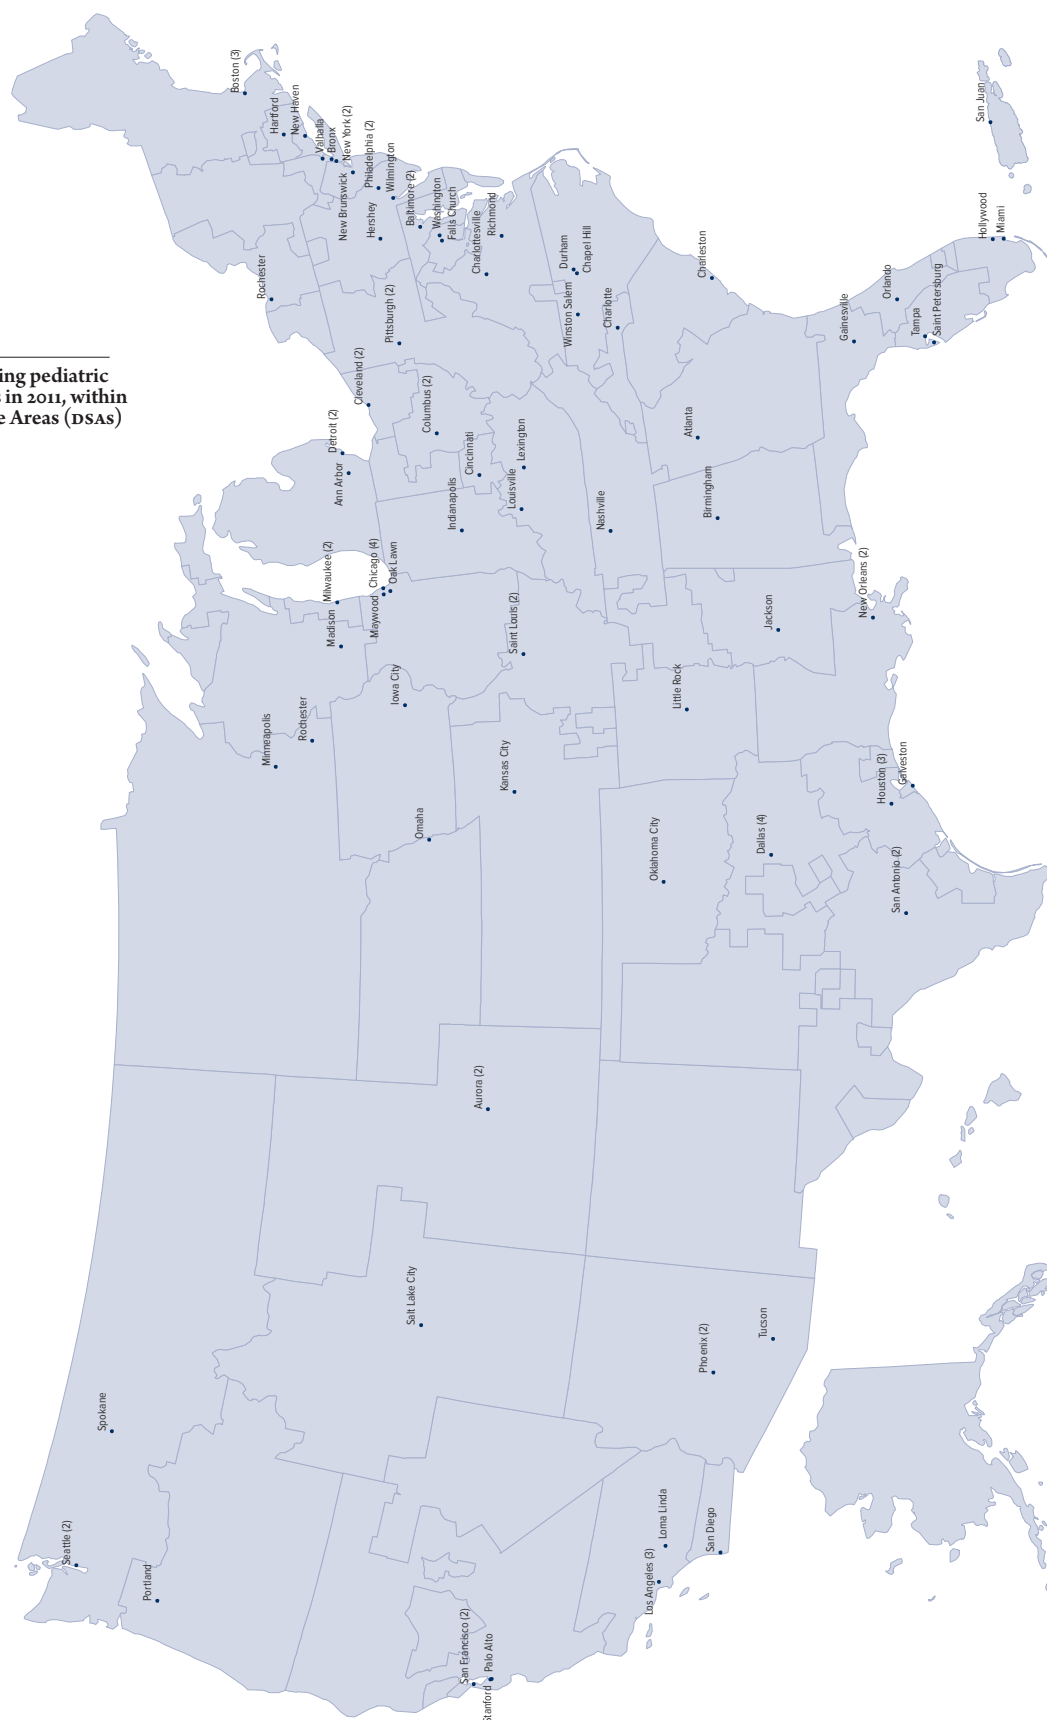 ing pediatric
s in 2011, within
e Areas (DSAs)
Boston (3)
Hartford
New Haven
Valhalla
Bronx
New York (2)
Philadelphia (2)
Wilmington
New Brunswick
Hershey
Baltimore (2)
Washington
Falls Church
Charlottesville
Richmond
Rochester
Pittsburgh (2)
Durham
Chapel Hill
Winston Salem
Charlotte
Charleston
San Juan
Hollywood
Miami
Orlando
Gainesville
Tampa
Saint Petersburg
Cleveland (2)
Columbus (2)
Detroit (2)
Ann Arbor
Cincinnati
Lexington
Louisville
Indianapolis
Atlanta
Birmingham
Nashville
Milwaukee (2)
Madison
Chicago (4)
Oak Lawn
Maywood
Saint Louis (2)
Jackson
New Orleans (2)
Iowa City
Little Rock
Rochester
Minneapolis
Kansas City
Omaha
Oklahoma City
Dallas (4)
Houston (3)
Galveston
San Antonio (2)
Aurora (2)
Salt Lake City
Phoenix (2)
Tucson
Spokane
Seattle (2)
Portland
Loma Linda
Los Angeles (3)
San Diego
San Francisco (2)
Palo Alto
Stanford